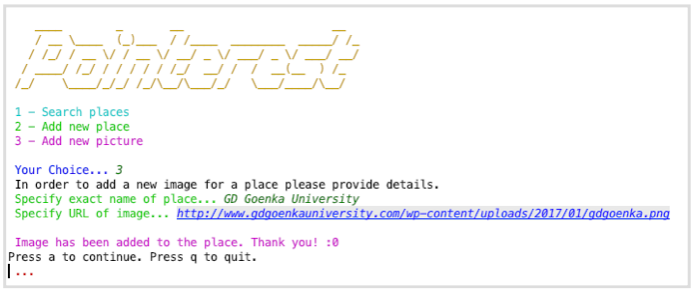 Pointerest
1 - Search places
2 - Add new place
3 - Add new picture
Your Choice... 3
In order to add a new image for a place please provide details.
Specify exact name of place... GD Goenka University
Specify URL of image... http://www.gdgoenkauniversity.com/wp-content/uploads/2017/01/gdgoenka.png
Image has been added to the place. Thank you! :0
Press a to continue. Press q to quit.
...